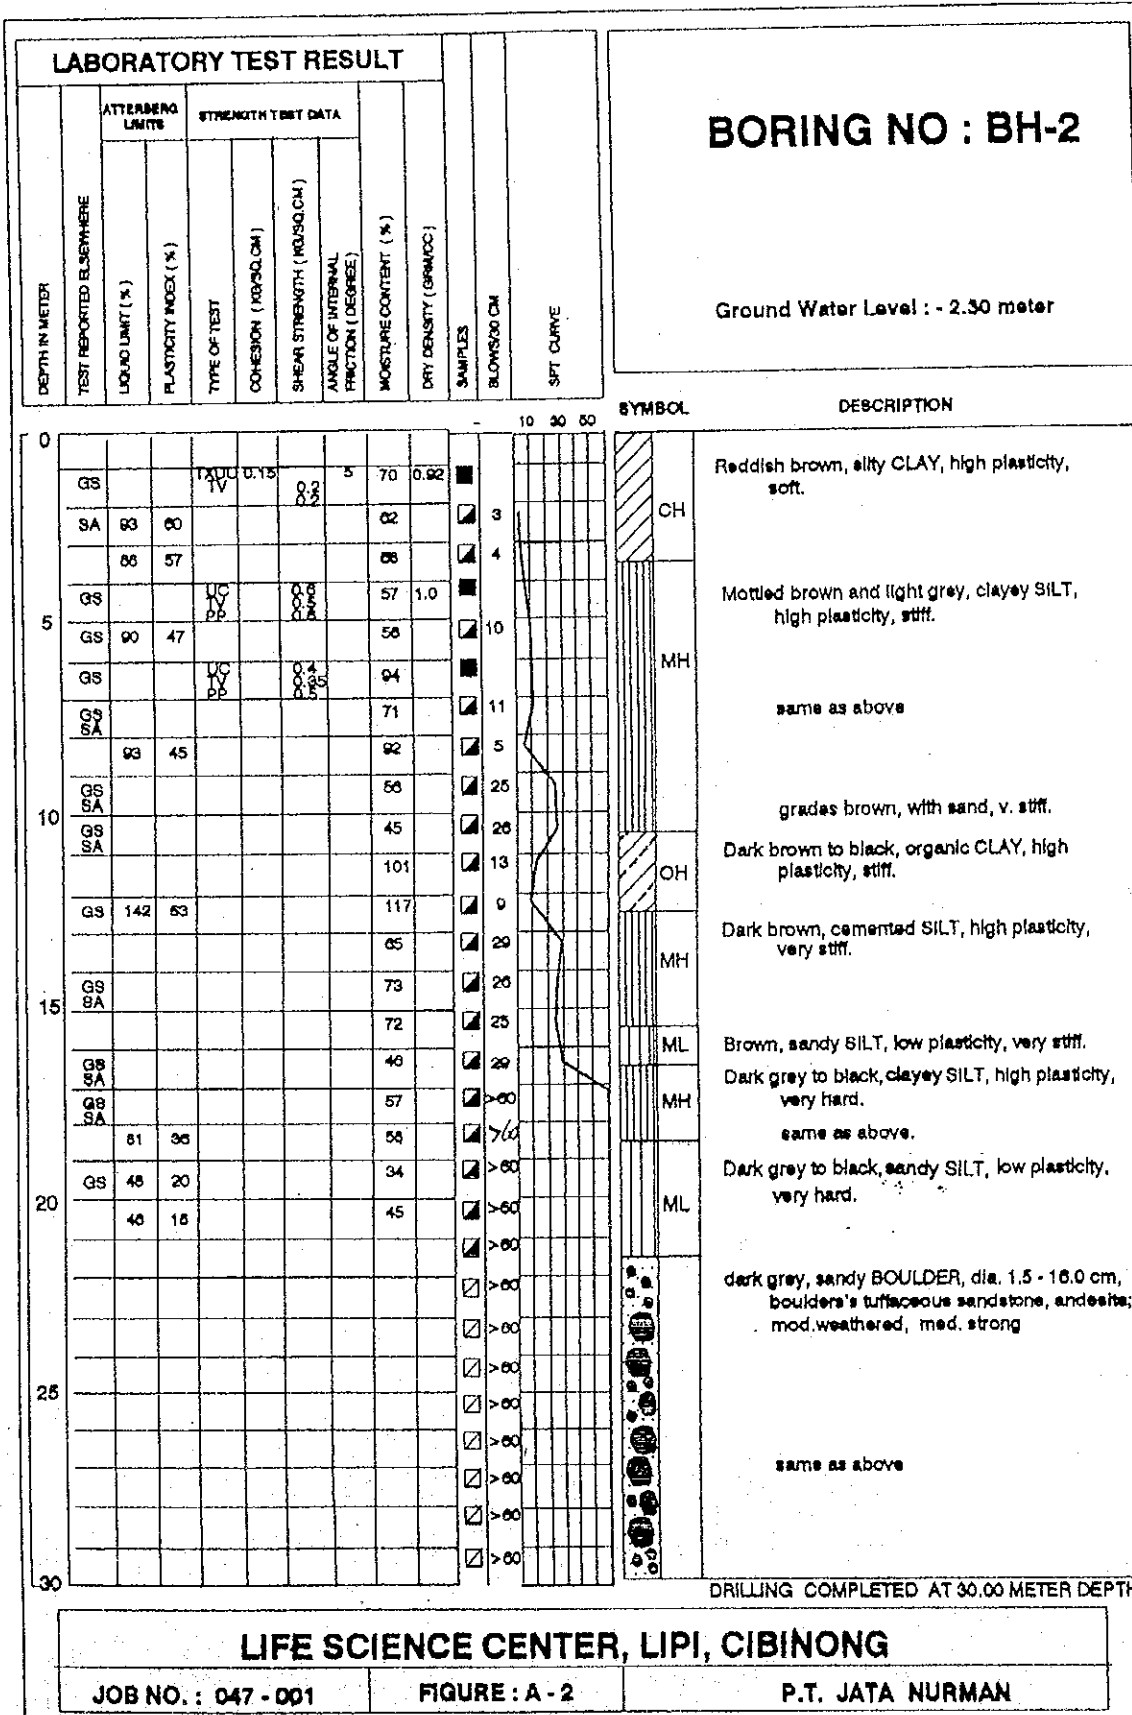 LABORATORY TEST RESULT
ATTERBERG LIMITS
STRENGTH TEST DATA
DEPTH IN METER
TEST REPORTED ELSEWHERE
LIQUID LIMIT ( % )
PLASTICITY INDEX ( % )
TYPE OF TEST
COHESION ( KG/SQ.CM )
SHEAR STRENGTH ( KG/SQ.CM )
ANGLE OF INTERNAL FRICTION ( DEGREE )
MOISTURE CONTENT ( % )
DRY DENSITY ( GRM/CC )
SAMPLES
BLOWS/30 CM
SPT CURVE
BORING NO : BH-2
Ground Water Level : - 2.30 meter
SYMBOL DESCRIPTION
10 30 50
0
GS TXUU 0.15 5 70 0.92
TV 0.2
0.2
SA 93 60 62 3
57 4
GS UC 57 1.0
TV
PP
5
GS 90 47 56 10
GS UC 0.4 94
TV 0.35
PP 0.5
GS 71 11
SA
93 45 92 5
GS 56 25
SA
10
GS 45 26
SA
101 13
GS 142 53 117 9
65 29
GS 73 26
SA
15
72 25
GS 46 29
SA
GS 57 >60
SA
36 56 >60
GS 20 34 >60
20
45 >60
>60
>60
>60
>60
25
>60
>60
>60
>60
>60
30
CH
MH
OH
MH
ML
MH
ML
Reddish brown, silty CLAY, high plasticity,
soft.
Mottled brown and light grey, clayey SILT,
high plasticity, stiff.
same as above
grades brown, with sand, v. stiff.
Dark brown to black, organic CLAY, high
plasticity, stiff.
Dark brown, cemented SILT, high plasticity,
very stiff.
Brown, sandy SILT, low plasticity, very stiff.
Dark grey to black, clayey SILT, high plasticity,
very hard.
same as above.
Dark grey to black, sandy SILT, low plasticity,
very hard.
dark grey, sandy BOULDER, dia. 1.5 - 16.0 cm,
boulders's tuffaceous sandstone, andesite;
mod.weathered, med. strong
same as above
DRILLING COMPLETED AT 30.00 METER DEPTH
LIFE SCIENCE CENTER, LIPI, CIBINONG
JOB NO. : 047 - 001 FIGURE : A - 2 P.T. JATA NURMAN